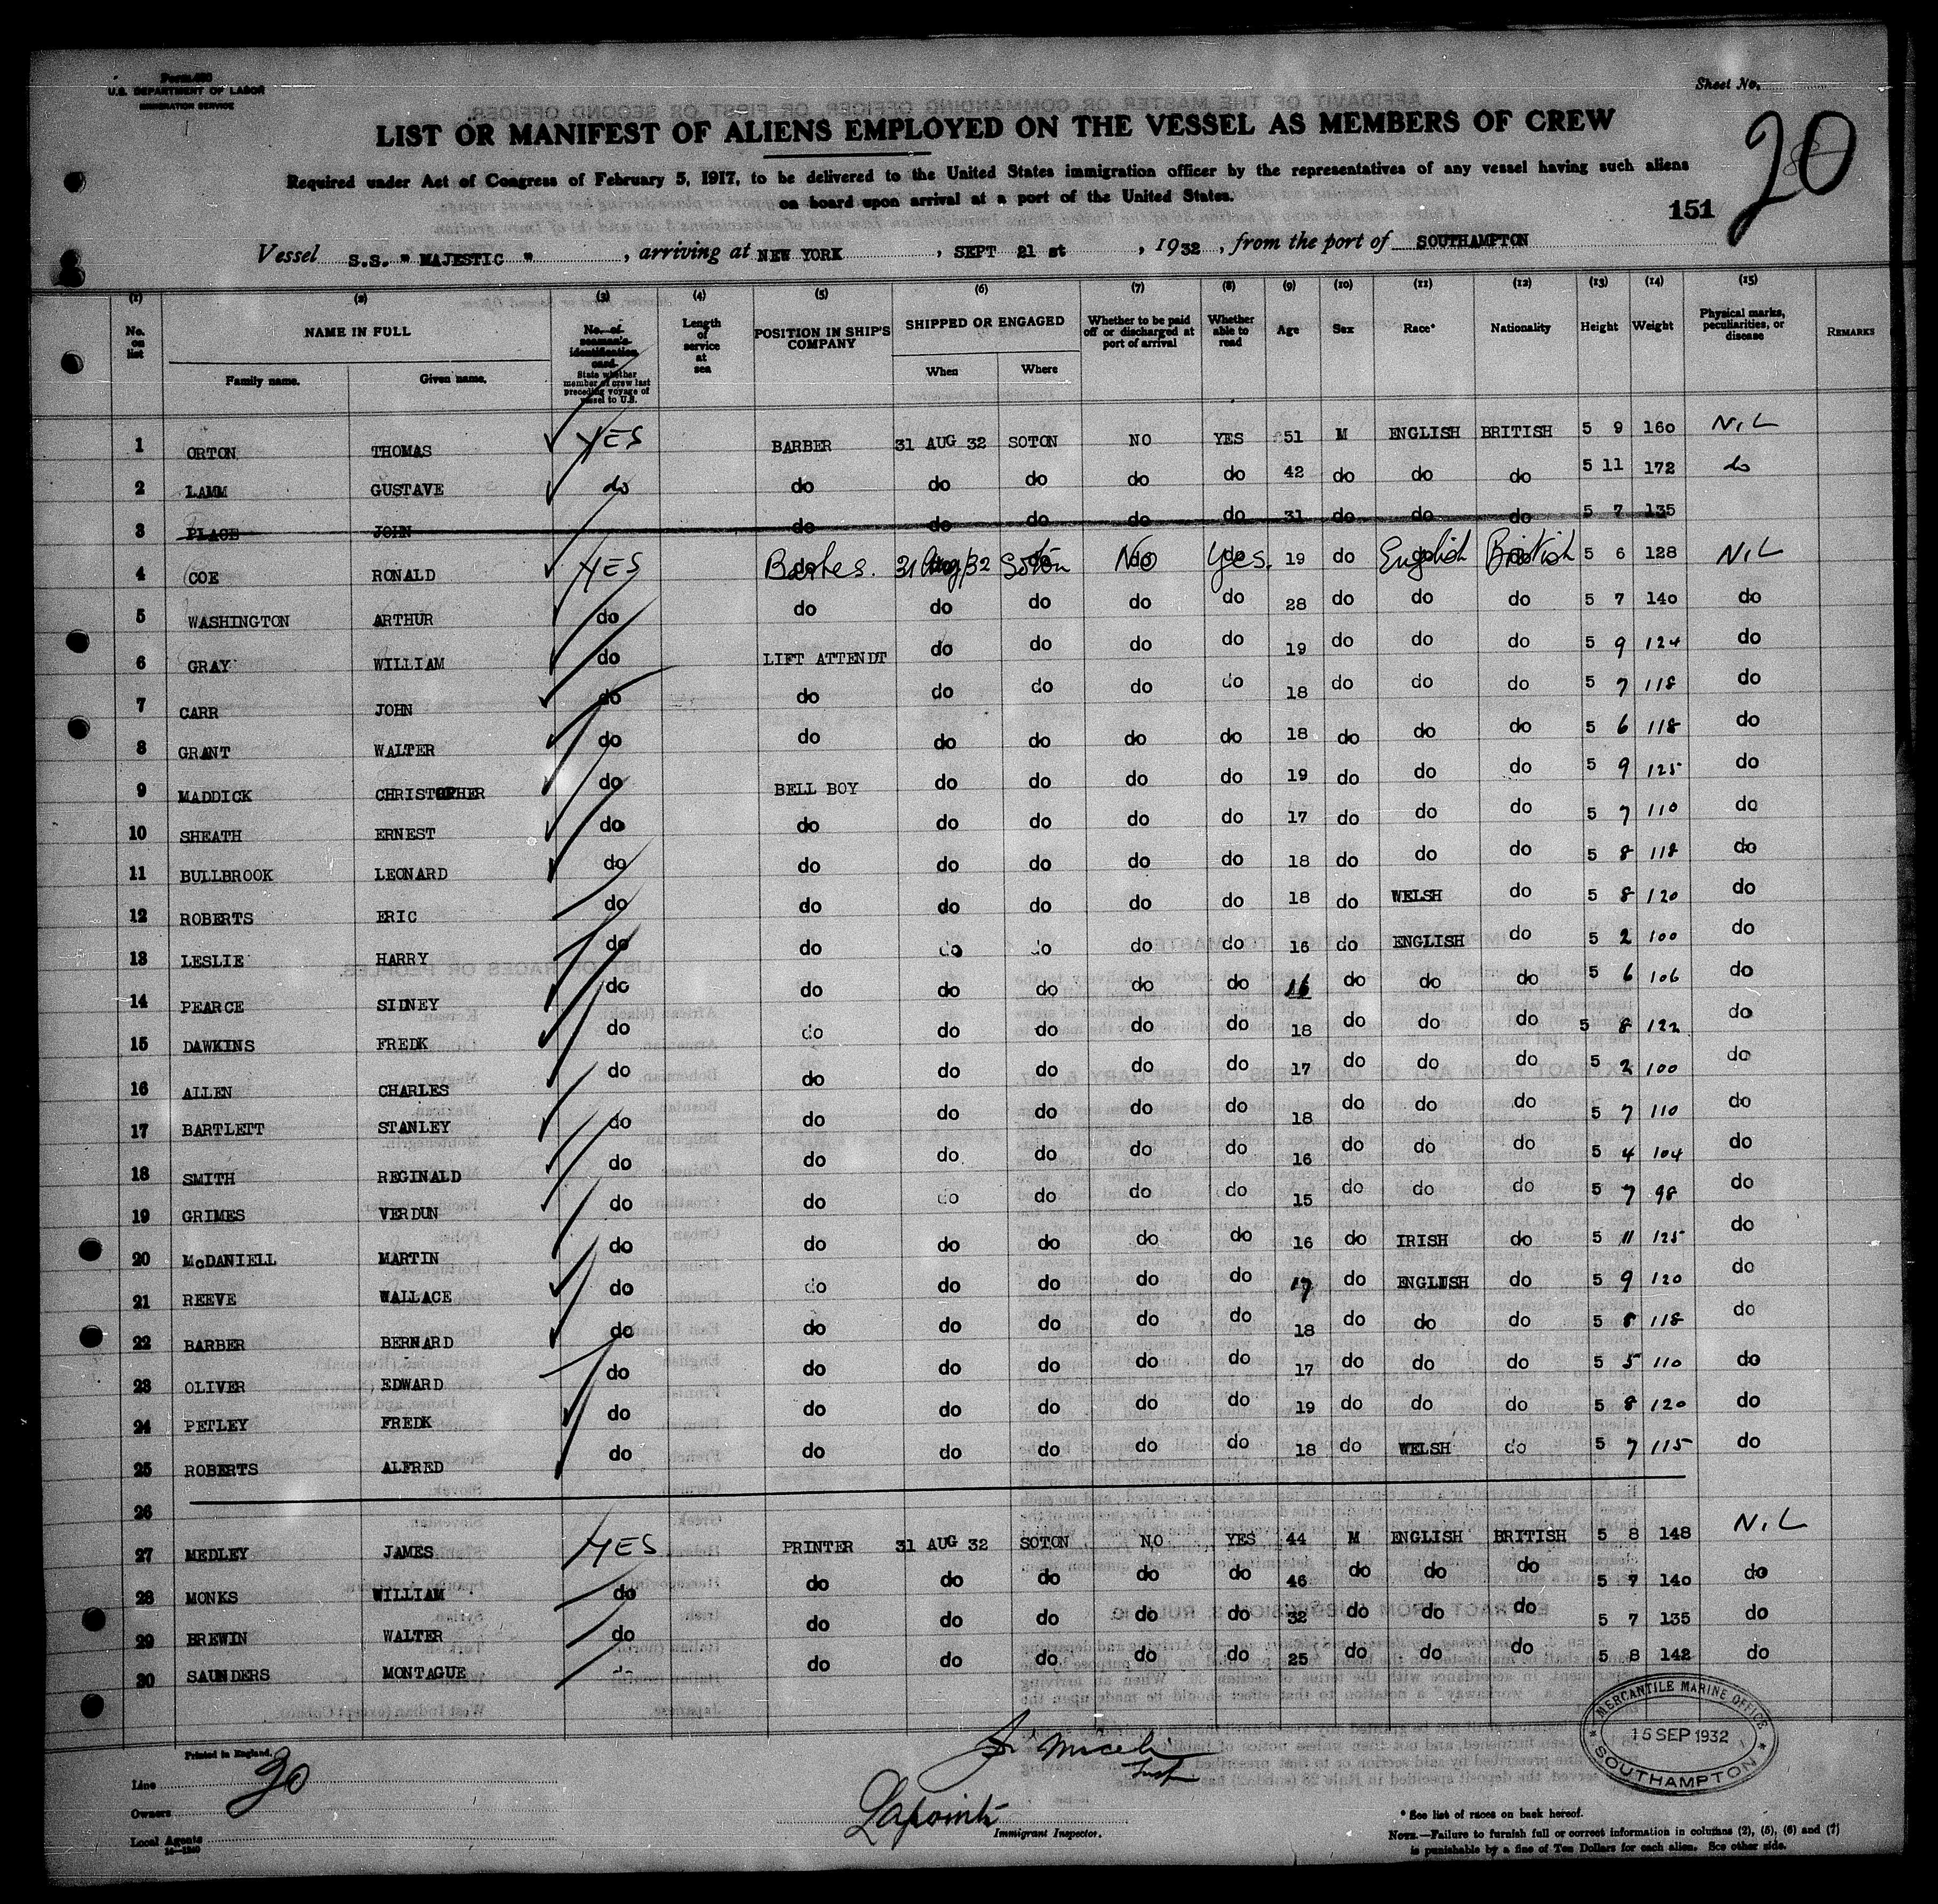 Form 680
U.S. DEPARTMENT OF LABOR
IMMIGRATION SERVICE
Sheet No.
LIST OR MANIFEST OF ALIENS EMPLOYED ON THE VESSEL AS MEMBERS OF CREW
20
Required under Act of Congress of February 5, 1917, to be delivered to the United States immigration officer by the representatives of any vessel having such aliens
on board upon arrival at a port of the United States.
151
Vessel S.S. " MAJESTIC " , arriving at NEW YORK , SEPT 21 st , 1932 , from the port of SOUTHAMPTON
(1) (2) (3) (4) (5) (6) (7) (8) (9) (10) (11) (12) (13) (14) (15)
No. on list NAME IN FULL Family name. Given name. No. of seaman's identification card. State whether member of crew last preceding voyage of vessel to U.S. Length of service at sea POSITION IN SHIP'S COMPANY SHIPPED OR ENGAGED When Where Whether to be paid off or discharged at port of arrival Whether able to read Age Sex Race* Nationality Height Weight Physical marks, peculiarities, or disease REMARKS
1 ORTON THOMAS YES BARBER 31 AUG 32 SOTON NO YES 51 M ENGLISH BRITISH 5 9 160 NiL
2 LAMM GUSTAVE do do do do do do 42 do do do 5 11 172 do
3 PLACE JOHN do do do do do 31 do do do 5 7 135
4 COE RONALD YES 31 Aug/32 Soton No Yes. 19 do English British 5 6 128 NiL
5 WASHINGTON ARTHUR do do do do do do 28 do do do 5 7 140 do
6 GRAY WILLIAM do LIFT ATTENDT do do do do 19 do do do 5 9 124 do
7 CARR JOHN do do do do do do 18 do do do 5 7 118 do
8 GRANT WALTER do do do do do do 18 do do do 5 6 118 do
9 MADDICK CHRISTOPHER do BELL BOY do do do do 19 do do do 5 9 125 do
10 SHEATH ERNEST do do do do do do 17 do do do 5 7 110 do
11 BULLBROOK LEONARD do do do do do do 18 do do do 5 8 118 do
12 ROBERTS ERIC do do do do do do 18 do WELSH do 5 8 120 do
13 LESLIE HARRY do do do do do do 16 do ENGLISH do 5 2 100 do
14 PEARCE SIDNEY do do do do do do 16 do do do 5 6 106 do
15 DAWKINS FREDK do do do do do do 18 do do do 5 8 122 do
16 ALLEN CHARLES do do do do do do 17 do do do 5 2 100 do
17 BARTLETT STANLEY do do do do do do 18 do do do 5 7 110 do
18 SMITH REGINALD do do do do do do 16 do do do 5 4 104 do
19 GRIMES VERDUN do do do do do do 15 do do do 5 7 98 do
20 McDANIELL MARTIN do do do do do do 16 do IRISH do 5 11 125 do
21 REEVE WALLACE do do do do do do 17 do ENGLISH do 5 9 120 do
22 BARBER BERNARD do do do do do do 18 do do do 5 8 118 do
23 OLIVER EDWARD do do do do do do 17 do do do 5 5 110 do
24 PETLEY FREDK do do do do do do 19 do do do 5 8 120 do
25 ROBERTS ALFRED do do do do do do 18 do WELSH do 5 7 115 do
26
27 MEDLEY JAMES YES PRINTER 31 AUG 32 SOTON NO YES 44 M ENGLISH BRITISH 5 8 148 NiL
28 MONKS WILLIAM do do do do do do 46 do do do 5 7 140 do
29 BREWIN WALTER do do do do do do 32 do do do 5 7 135 do
30 SAUNDERS MONTAGUE do do do do do do 25 do do do 5 8 142 do
MERCANTILE MARINE OFFICE
15 SEP 1932
SOUTHAMPTON
Printed in England.
Line
30
Owners
Local Agents
Immigrant Inspector.
* See list of races on back hereof.
NOTE.—Failure to furnish full or correct information in columns (2), (5), (6) and (7)
is punishable by a fine of Ten Dollars for each alien. See other side.